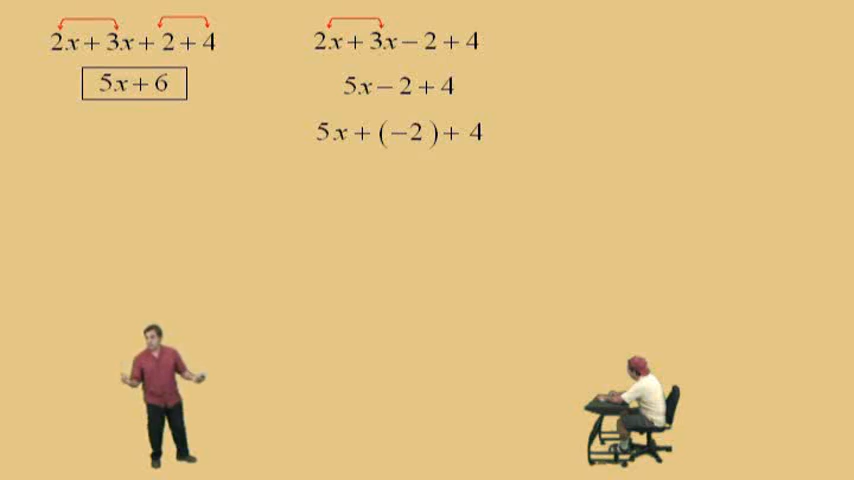 2x + 3x + 2 + 4
5x + 6
2x + 3x − 2 + 4
5x − 2 + 4
5x + (−2) + 4